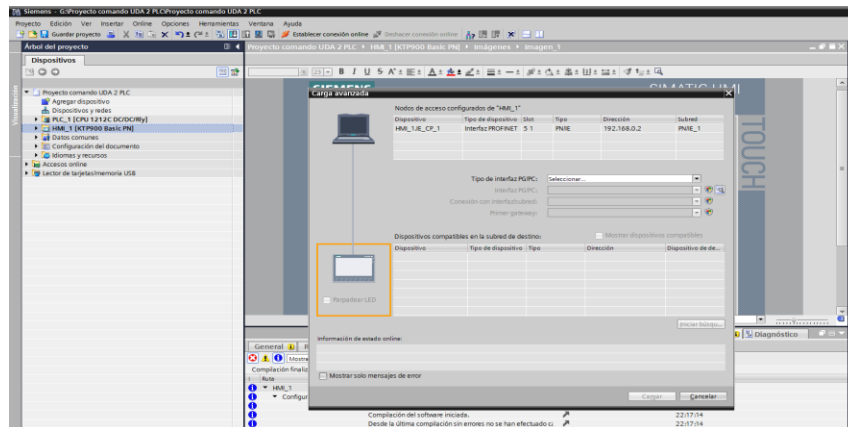 Siemens - G:\Proyecto comando UDA 2 PLC\Proyecto comando UDA 2 PLC
Proyecto Edición Ver Insertar Online Opciones Herramientas Ventana Ayuda
Guardar proyecto Establecer conexión online Deshacer conexión online
Árbol del proyecto
Proyecto comando UDA 2 PLC HMI_1 [KTP900 Basic PN] Imágenes Imagen_1
Dispositivos
Visualización
Proyecto comando UDA 2 PLC
Agregar dispositivo
Dispositivos y redes
PLC_1 [CPU 1212C DC/DC/Rly]
HMI_1 [KTP900 Basic PN]
Datos comunes
Configuración del documento
Idiomas y recursos
Accesos online
Lector de tarjetas/memoria USB
SIEMENS
SIMATIC HMI
TOUCH
Carga avanzada
Nodos de acceso configurados de "HMI_1"
Dispositivo Tipo de dispositivo Slot Tipo Dirección Subred
HMI_1.IE_CP_1 Interfaz PROFINET 5 1 PN/IE 192.168.0.2 PN/IE_1
Tipo de interfaz PG/PC: Seleccionar...
Interfaz PG/PC:
Conexión con interfaz/subred:
Primer gateway:
Dispositivos compatibles en la subred de destino:
Mostrar dispositivos compatibles
Dispositivo Tipo de dispositivo Tipo Dirección Dispositivo de de...
Parpadear LED
Iniciar búsqu...
Información de estado online:
Mostrar solo mensajes de error
Cargar Cancelar
Diagnóstico
General
Compilación finaliz
Ruta
HMI_1
Configur
Compilación del software iniciada. 22:17:14
Desde la última compilación sin errores no se han efectuado c 22:17:14